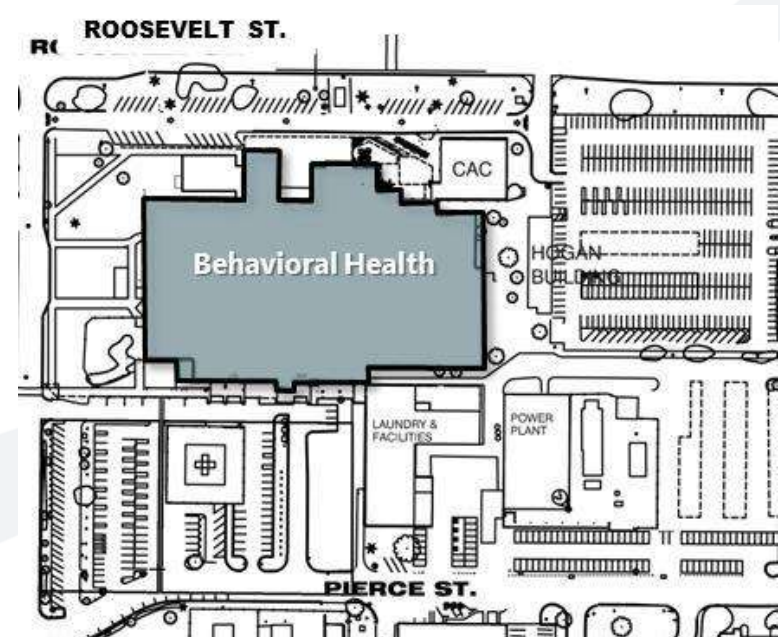 ROOSEVELT ST.
CAC
HOGAN
BUILDING
Behavioral Health
LAUNDRY &
FACILITIES
POWER
PLANT
PIERCE ST.